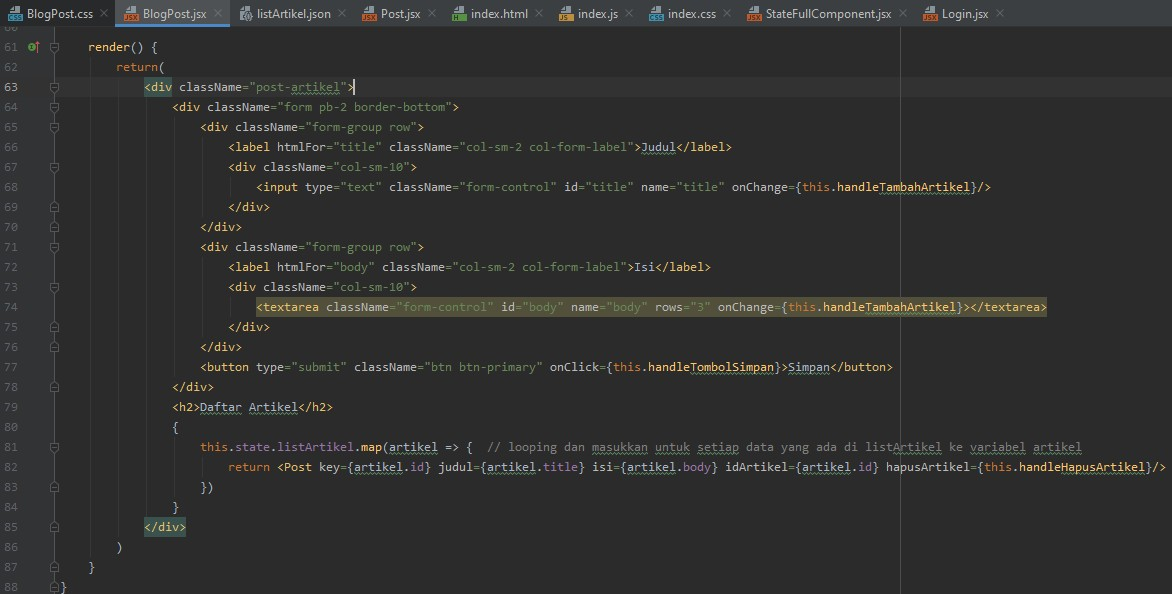 BlogPost.css × BlogPost.jsx × listArtikel.json × Post.jsx × index.html × index.js × index.css × StateFullComponent.jsx × Login.jsx ×
60
61 render() {
62 return(
63 <div className="post-artikel">
64 <div className="form pb-2 border-bottom">
65 <div className="form-group row">
66 <label htmlFor="title" className="col-sm-2 col-form-label">Judul</label>
67 <div className="col-sm-10">
68 <input type="text" className="form-control" id="title" name="title" onChange={this.handleTambahArtikel}/>
69 </div>
70 </div>
71 <div className="form-group row">
72 <label htmlFor="body" className="col-sm-2 col-form-label">Isi</label>
73 <div className="col-sm-10">
74 <textarea className="form-control" id="body" name="body" rows="3" onChange={this.handleTambahArtikel}></textarea>
75 </div>
76 </div>
77 <button type="submit" className="btn btn-primary" onClick={this.handleTombolSimpan}>Simpan</button>
78 </div>
79 <h2>Daftar Artikel</h2>
80 {
81 this.state.listArtikel.map(artikel => { // looping dan masukkan untuk setiap data yang ada di listArtikel ke variabel artikel
82 return <Post key={artikel.id} judul={artikel.title} isi={artikel.body} idArtikel={artikel.id} hapusArtikel={this.handleHapusArtikel}/>
83 })
84 }
85 </div>
86 )
87 }
88 }